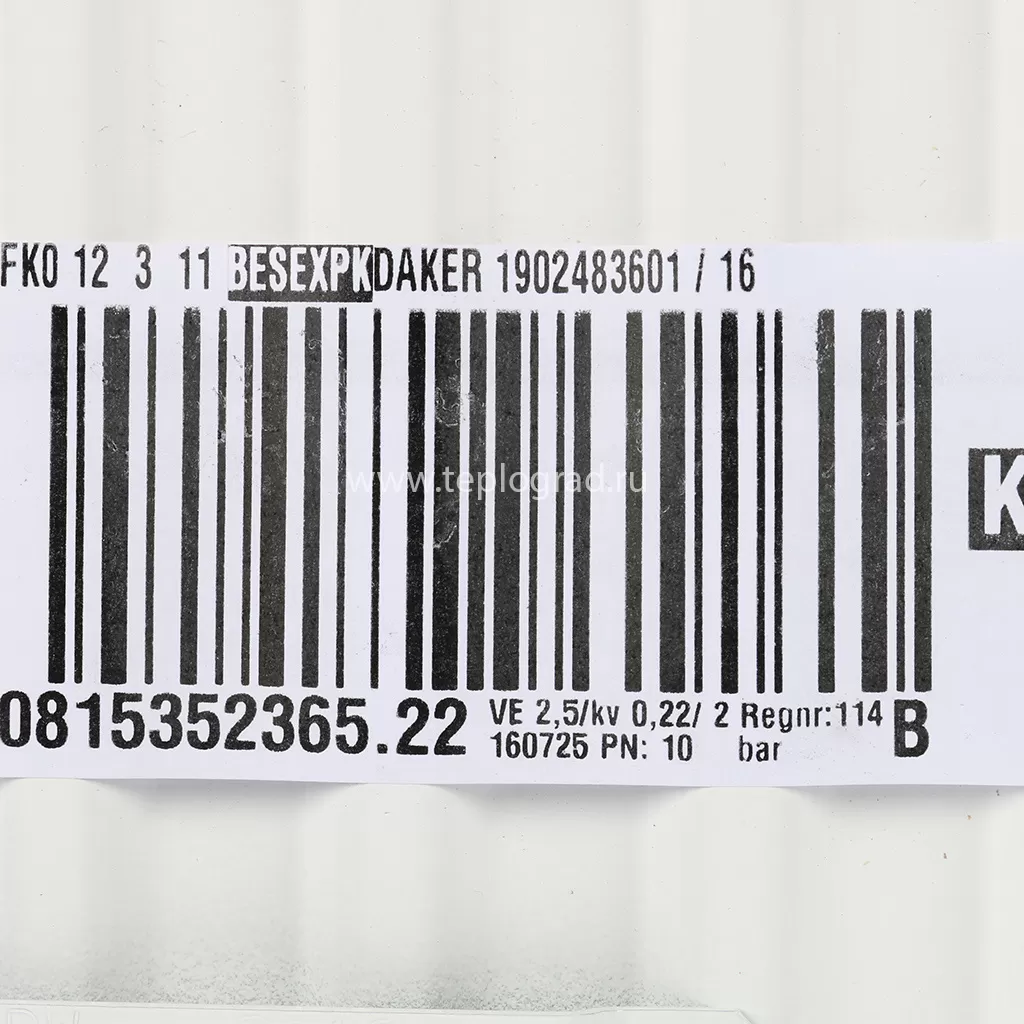 FKO 12 3 11 BESEXPK DAKER 1902483601 / 16
K
www.teplograd.ru
0815352365.22
VE 2,5/kv 0,22/ 2 Regnr:114
160725 PN: 10 bar
B